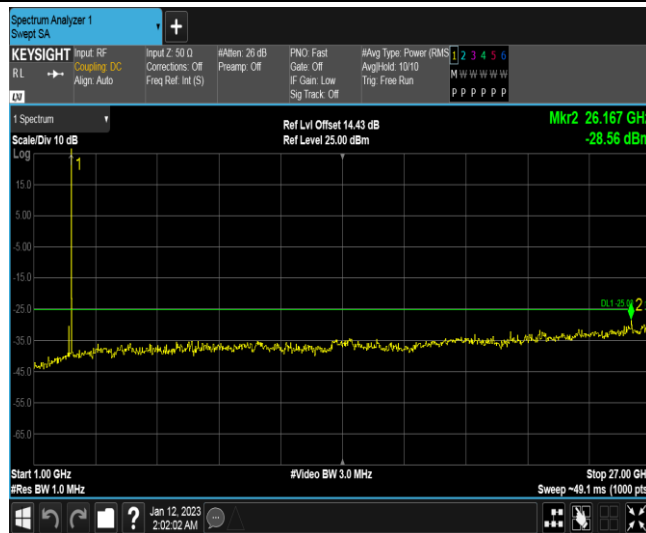 Spectrum Analyzer 1
Swept SA
+
KEYSIGHT
RL
LXI
Input: RF
Coupling: DC
Align: Auto
Input Z: 50 Ω
Corrections: Off
Freq Ref: Int (S)
#Atten: 26 dB
Preamp: Off
PNO: Fast
Gate: Off
IF Gain: Low
Sig Track: Off
#Avg Type: Power (RMS
Avg|Hold: 10/10
Trig: Free Run
1 2 3 4 5 6
M W W W W W
P P P P P P
1 Spectrum
Scale/Div 10 dB
Ref Lvl Offset 14.43 dB
Ref Level 25.00 dBm
Mkr2 26.167 GHz
-28.56 dBm
Log
1
15.0
5.00
-5.00
-15.0
-25.0
DL1 -25.00
2
-35.0
-45.0
-55.0
-65.0
Start 1.00 GHz
#Video BW 3.0 MHz
Stop 27.00 GH
#Res BW 1.0 MHz
Sweep ~49.1 ms (1000 pts
?
Jan 12, 2023
2:02:02 AM